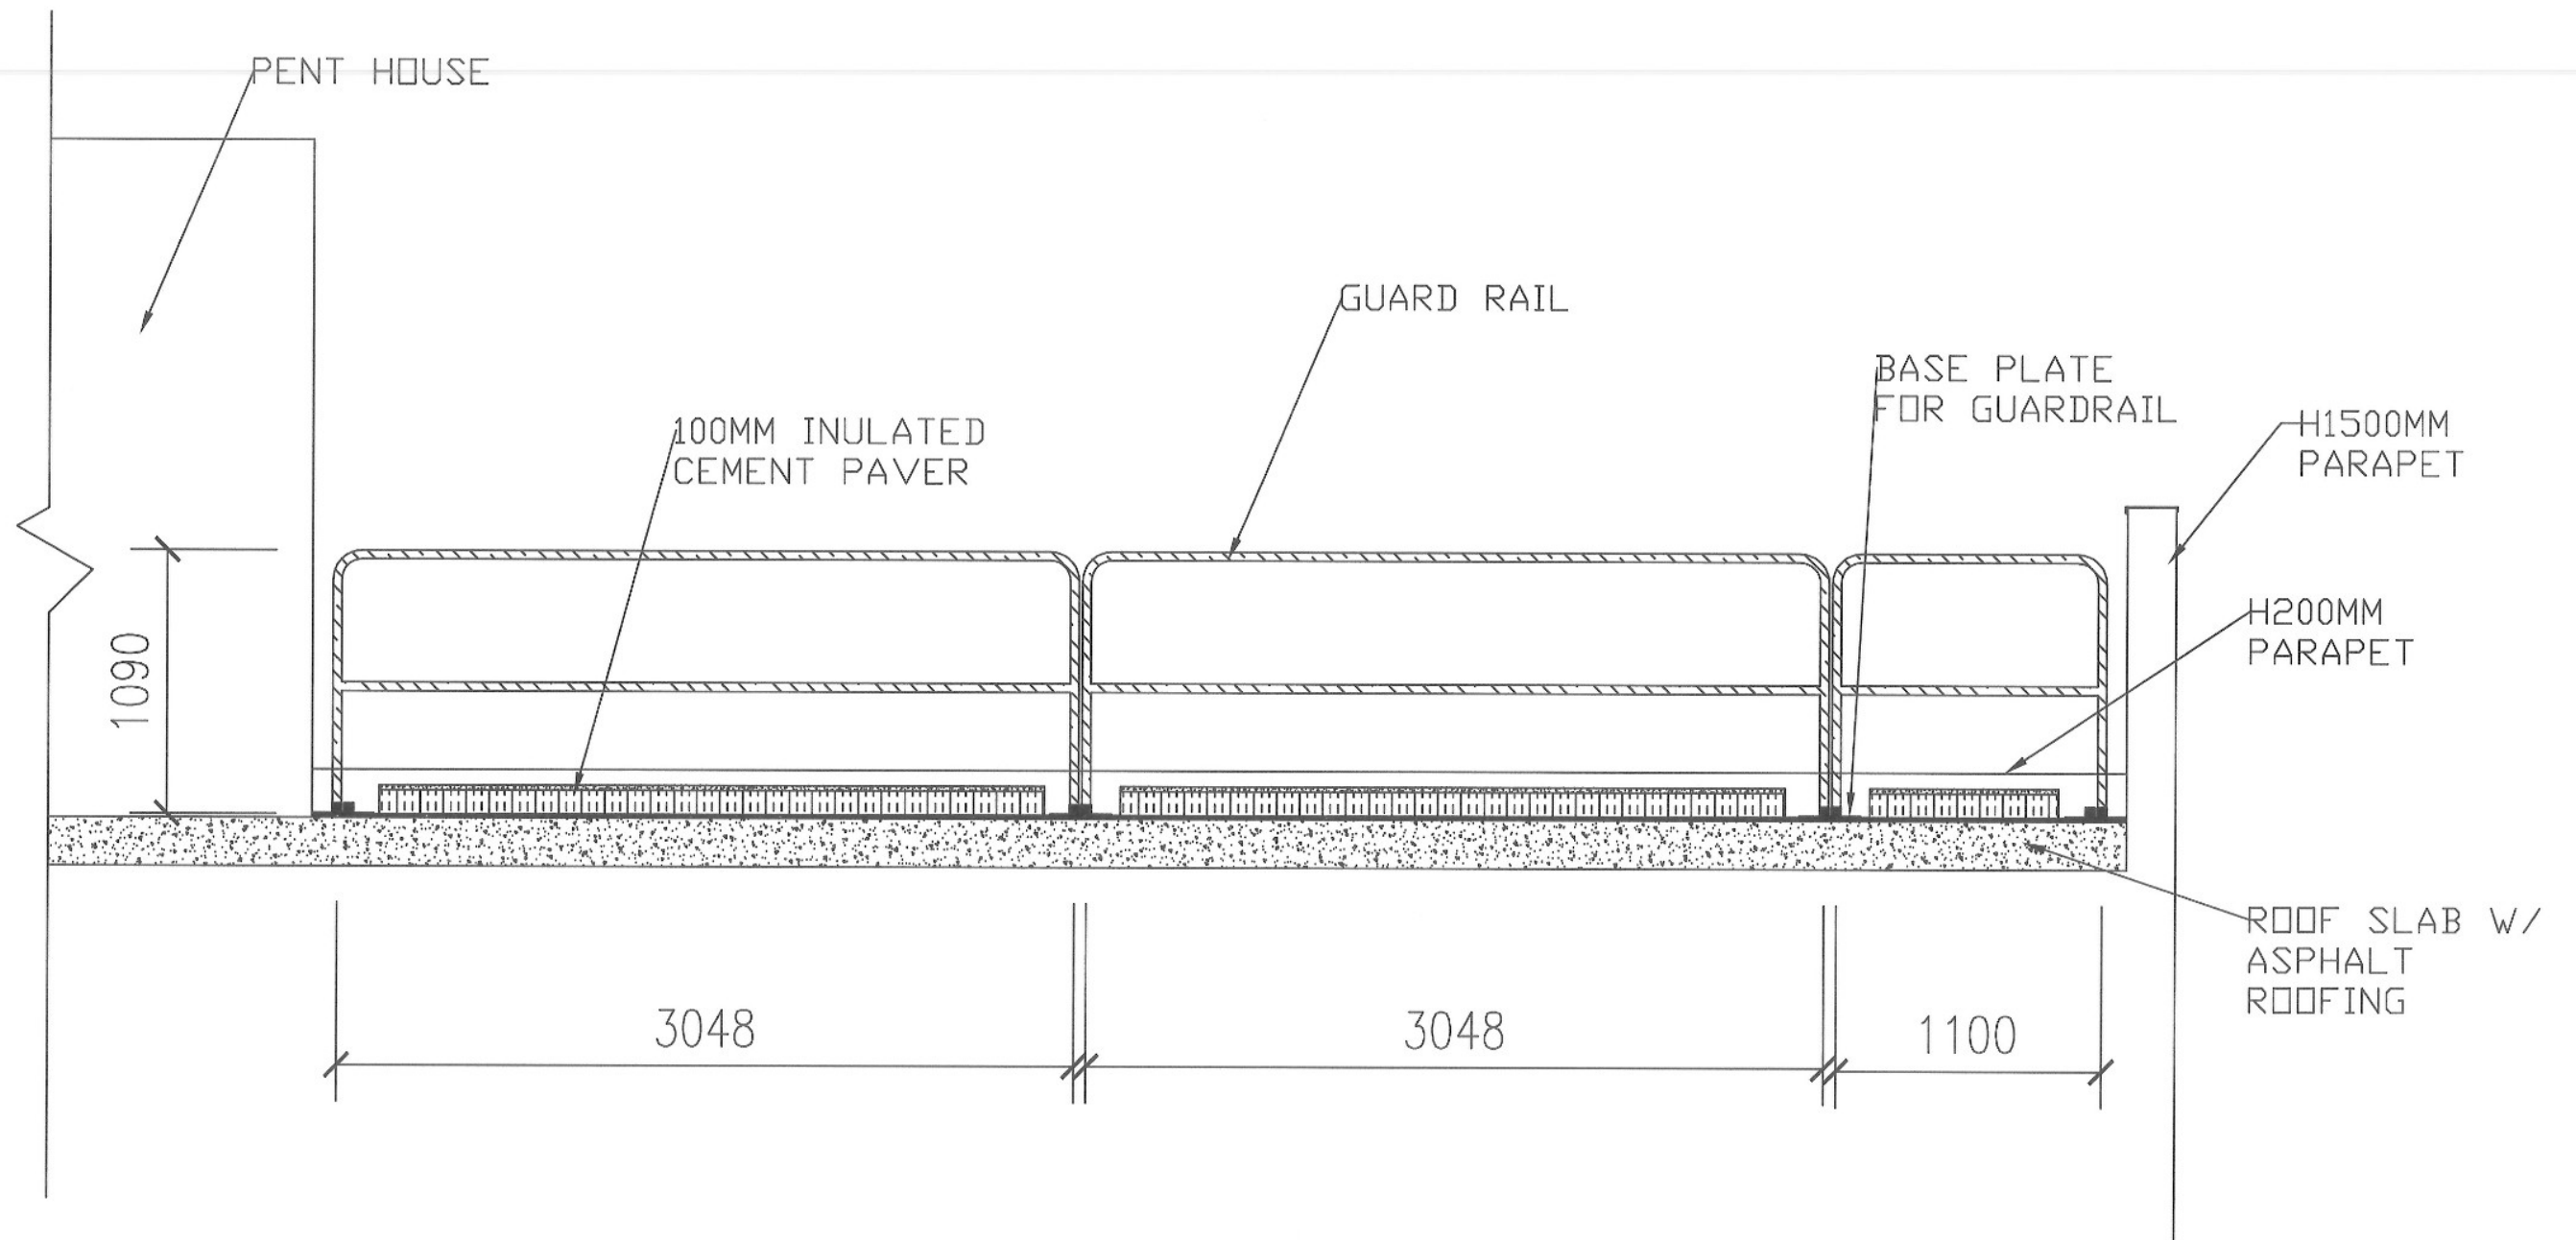 PENT HOUSE
GUARD RAIL
BASE PLATE
FOR GUARDRAIL
100MM INULATED
CEMENT PAVER
H1500MM
PARAPET
H200MM
PARAPET
1090
ROOF SLAB W/
ASPHALT
ROOFING
3048
3048
1100